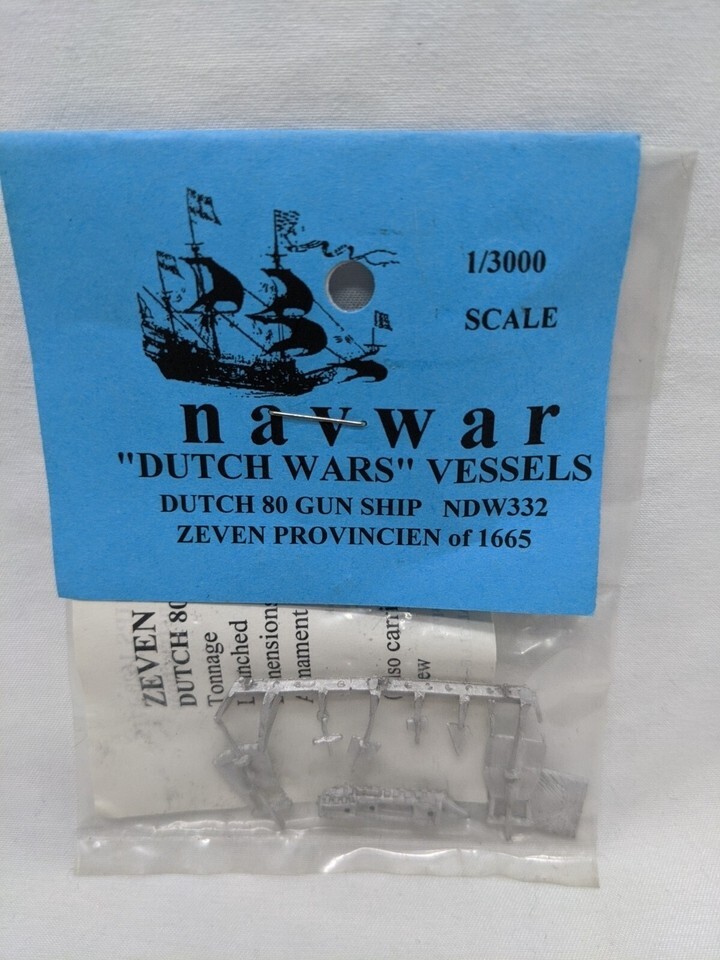 1/3000
SCALE
navwar
"DUTCH WARS" VESSELS
DUTCH 80 GUN SHIP NDW332
ZEVEN PROVINCIEN of 1665
ZEVEN
DUTCH 80
Tonnage